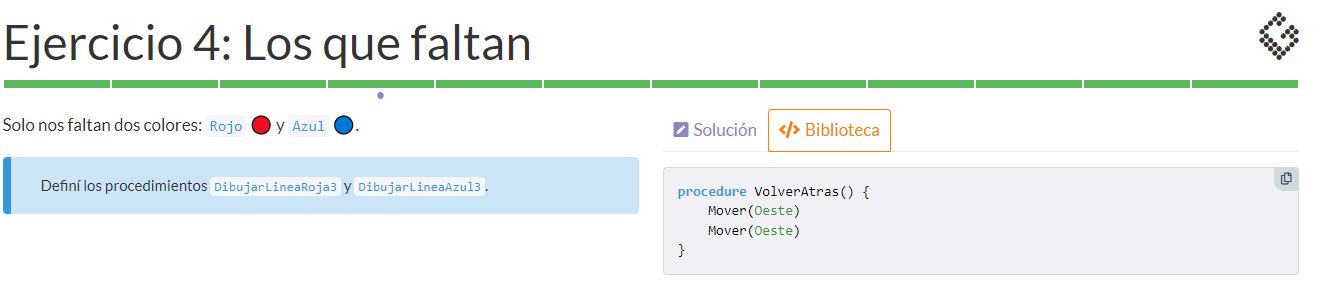 Ejercicio 4: Los que faltan
Solo nos faltan dos colores: Rojo y Azul .
Definí los procedimientos DibujarLineaRoja3 y DibujarLineaAzul3.
Solución
</> Biblioteca
procedure VolverAtras() {
    Mover(Oeste)
    Mover(Oeste)
}